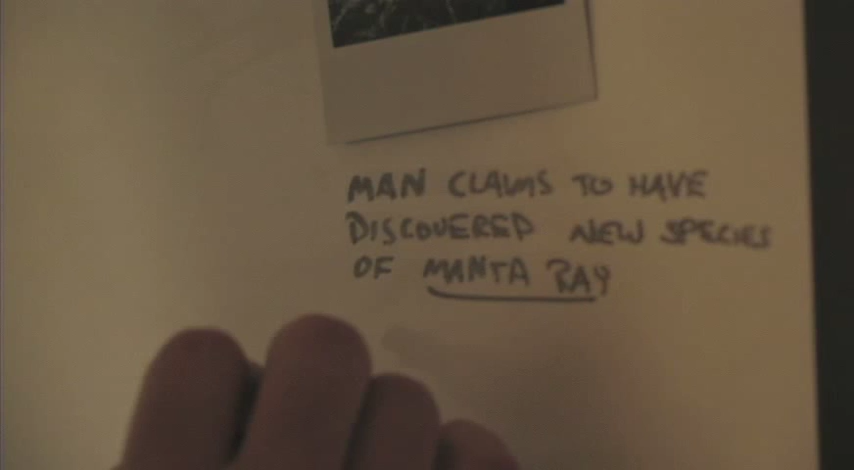 MAN CLAIMS TO HAVE
DISCOVERED NEW SPECIES
OF MANTA RAY